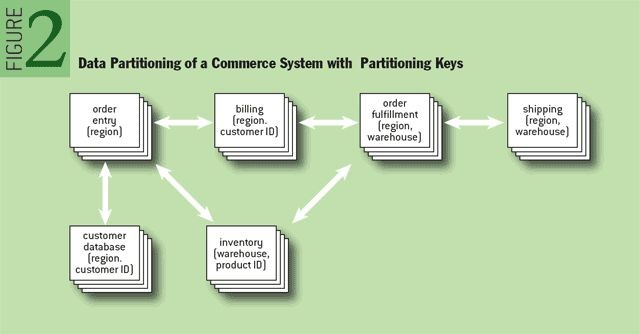 FIGURE
2
Data Partitioning of a Commerce System with Partitioning Keys
order
entry
(region)
billing
(region.
customer ID)
order
fulfillment
(region,
warehouse)
shipping
(region,
warehouse)
customer
database
(region.
customer ID)
inventory
(warehouse,
product ID)